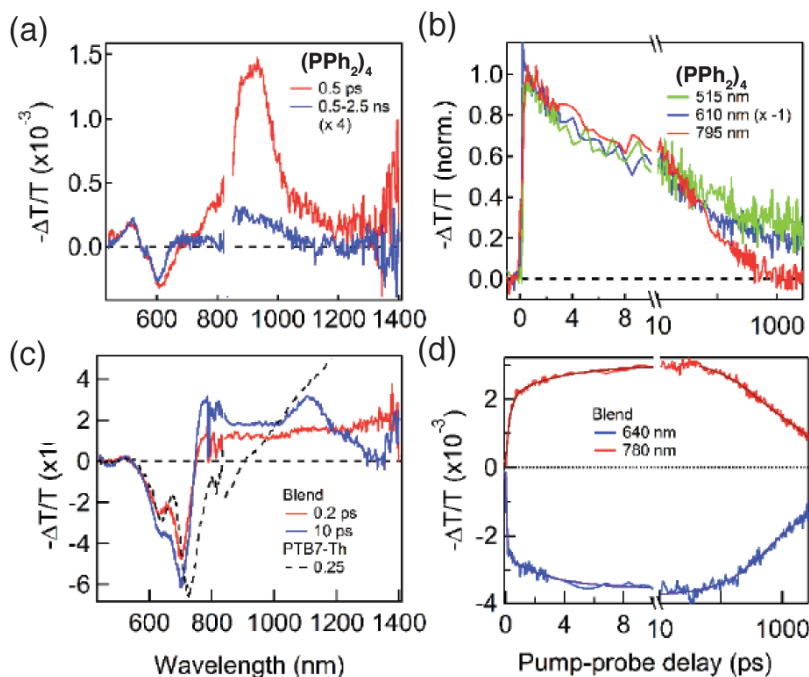 (a)
-ΔT/T (x10⁻³)
1.5
1.0
0.5
0.0
(PPh₂)₄
0.5 ps
0.5-2.5 ns
(x 4)
600 800 1000 1200 1400
(b)
-ΔT/T (norm.)
1.0
0.8
0.6
0.4
0.2
0.0
(PPh₂)₄
515 nm
610 nm (x -1)
795 nm
0 4 8 10 1000
(c)
-ΔT/T (x1(
4
2
0
-2
-4
-6
Blend
0.2 ps
10 ps
PTB7-Th
0.25
600 800 1000 1200 1400
Wavelength (nm)
(d)
-ΔT/T (x10⁻³)
2
0
-2
-4
Blend
640 nm
780 nm
0 4 8 10 1000
Pump-probe delay (ps)